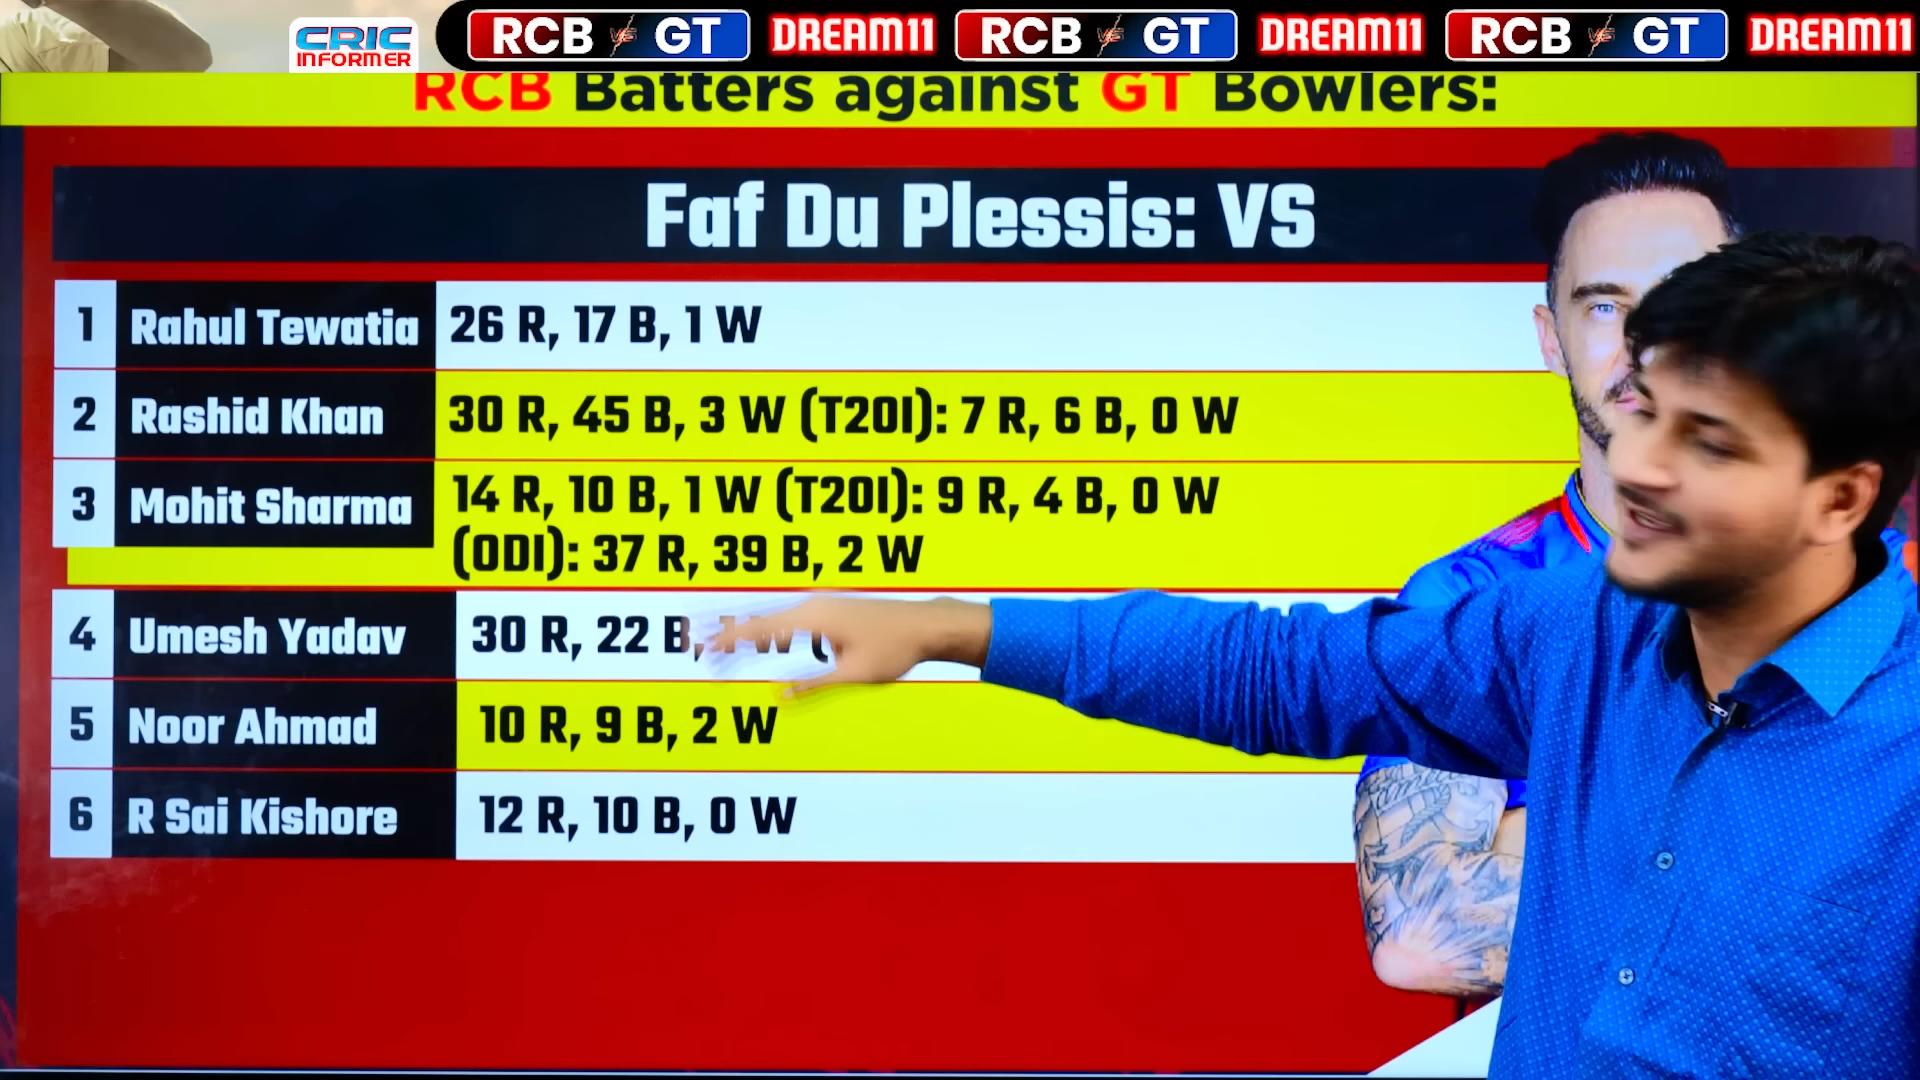 CRIC
INFORMER
RCB VS GT DREAM11 RCB VS GT DREAM11 RCB VS GT DREAM11
RCB Batters against GT Bowlers:
Faf Du Plessis: VS
1 Rahul Tewatia 26 R, 17 B, 1 W
2 Rashid Khan 30 R, 45 B, 3 W (T20I): 7 R, 6 B, 0 W
3 Mohit Sharma 14 R, 10 B, 1 W (T20I): 9 R, 4 B, 0 W
(ODI): 37 R, 39 B, 2 W
4 Umesh Yadav 30 R, 22 B, 1 W (
5 Noor Ahmad 10 R, 9 B, 2 W
6 R Sai Kishore 12 R, 10 B, 0 W